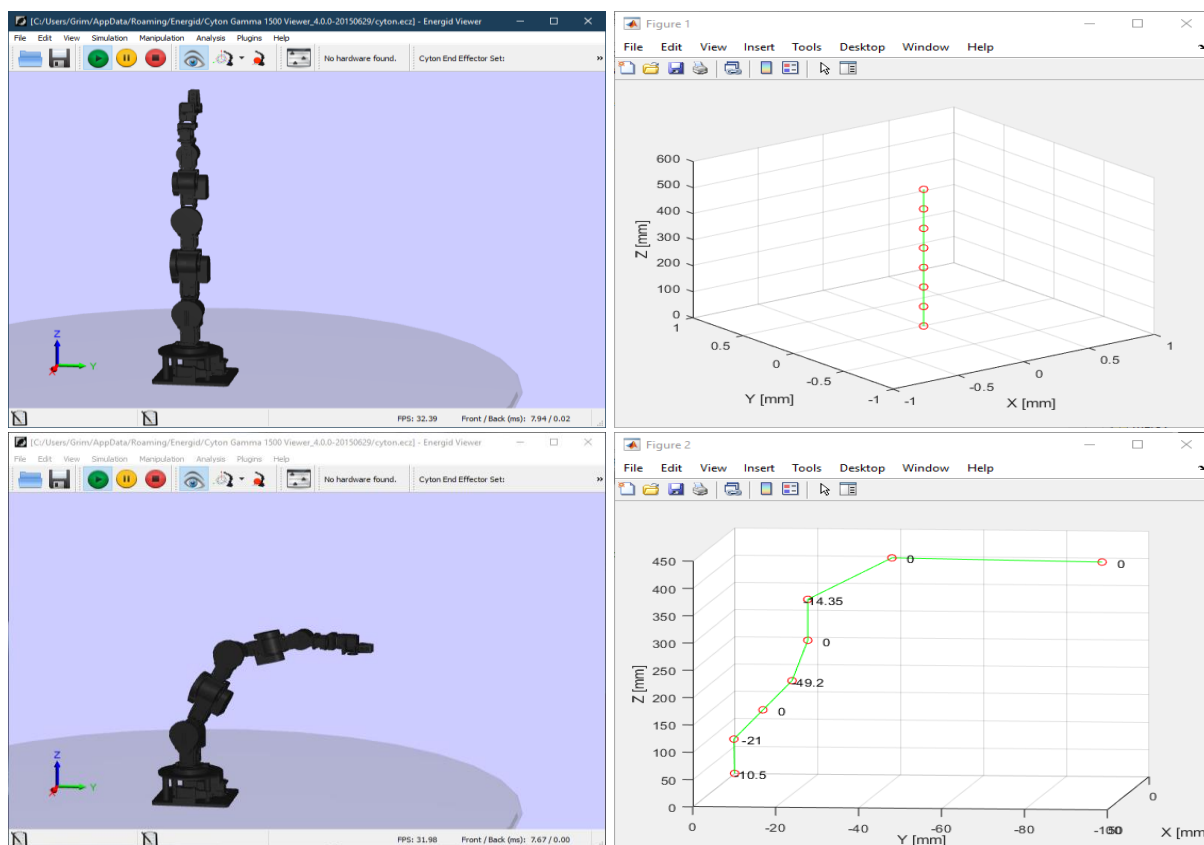 [C:/Users/Grim/AppData/Roaming/Energid/Cyton Gamma 1500 Viewer_4.0.0-20150629/cyton.ecz] - Energid Viewer
File Edit View Simulation Manipulation Analysis Plugins Help
No hardware found. Cyton End Effector Set: »
Z
Y
X
FPS: 32.39 Front / Back (ms): 7.94 / 0.02
Figure 1
File Edit View Insert Tools Desktop Window Help
600
500
400
300
200
100
0
Z [mm]
1
0.5
0
-0.5
-1
Y [mm]
-1
-0.5
0
0.5
1
X [mm]
[C:/Users/Grim/AppData/Roaming/Energid/Cyton Gamma 1500 Viewer_4.0.0-20150629/cyton.ecz] - Energid Viewer
File Edit View Simulation Manipulation Analysis Plugins Help
No hardware found. Cyton End Effector Set: »
Z
Y
X
FPS: 31.98 Front / Back (ms): 7.67 / 0.00
Figure 2
File Edit View Insert Tools Desktop Window Help
450
400
350
300
250
200
150
100
50
0
Z [mm]
0
0
-14.35
0
-49.2
0
-21
-10.5
0
-20
-40
-60
-80
-100
Y [mm]
50
0
X [mm]